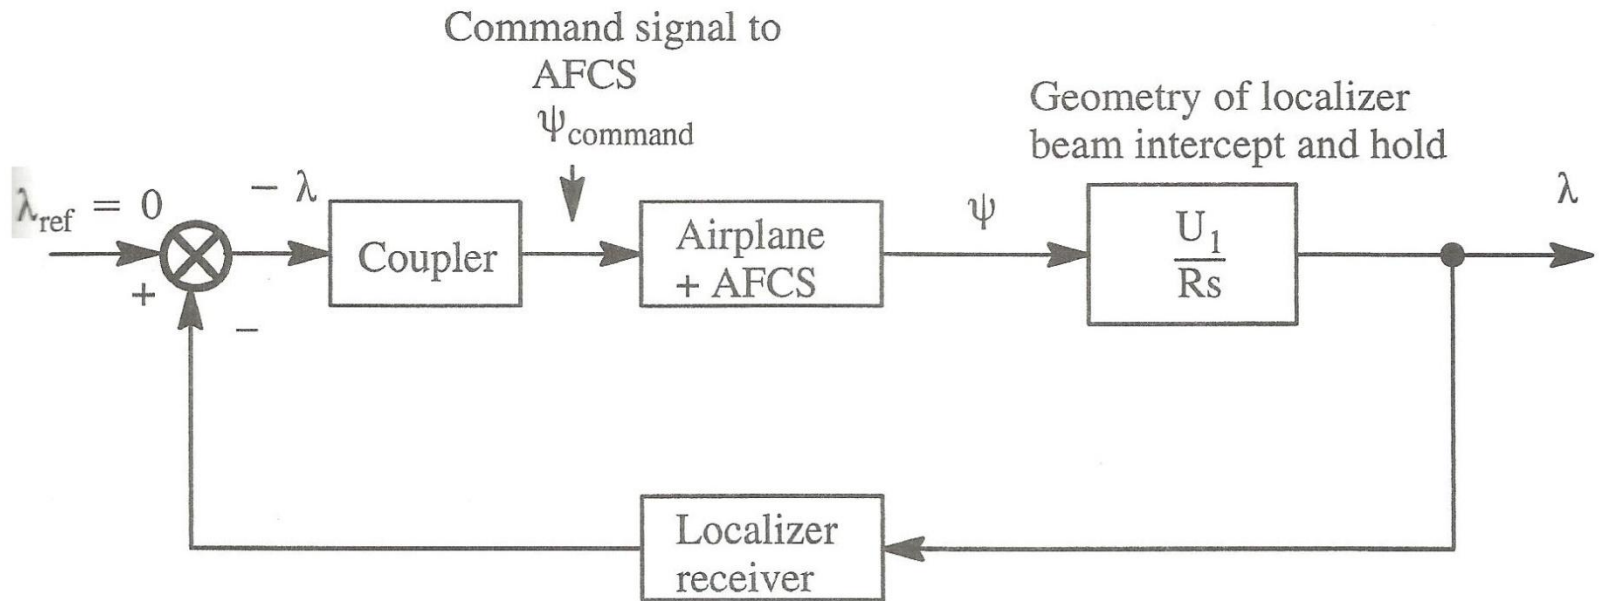 Command signal to
AFCS
ψcommand
Geometry of localizer
beam intercept and hold
λref = 0
− λ
Coupler
Airplane
+ AFCS
ψ
U1
Rs
λ
+
−
Localizer
receiver